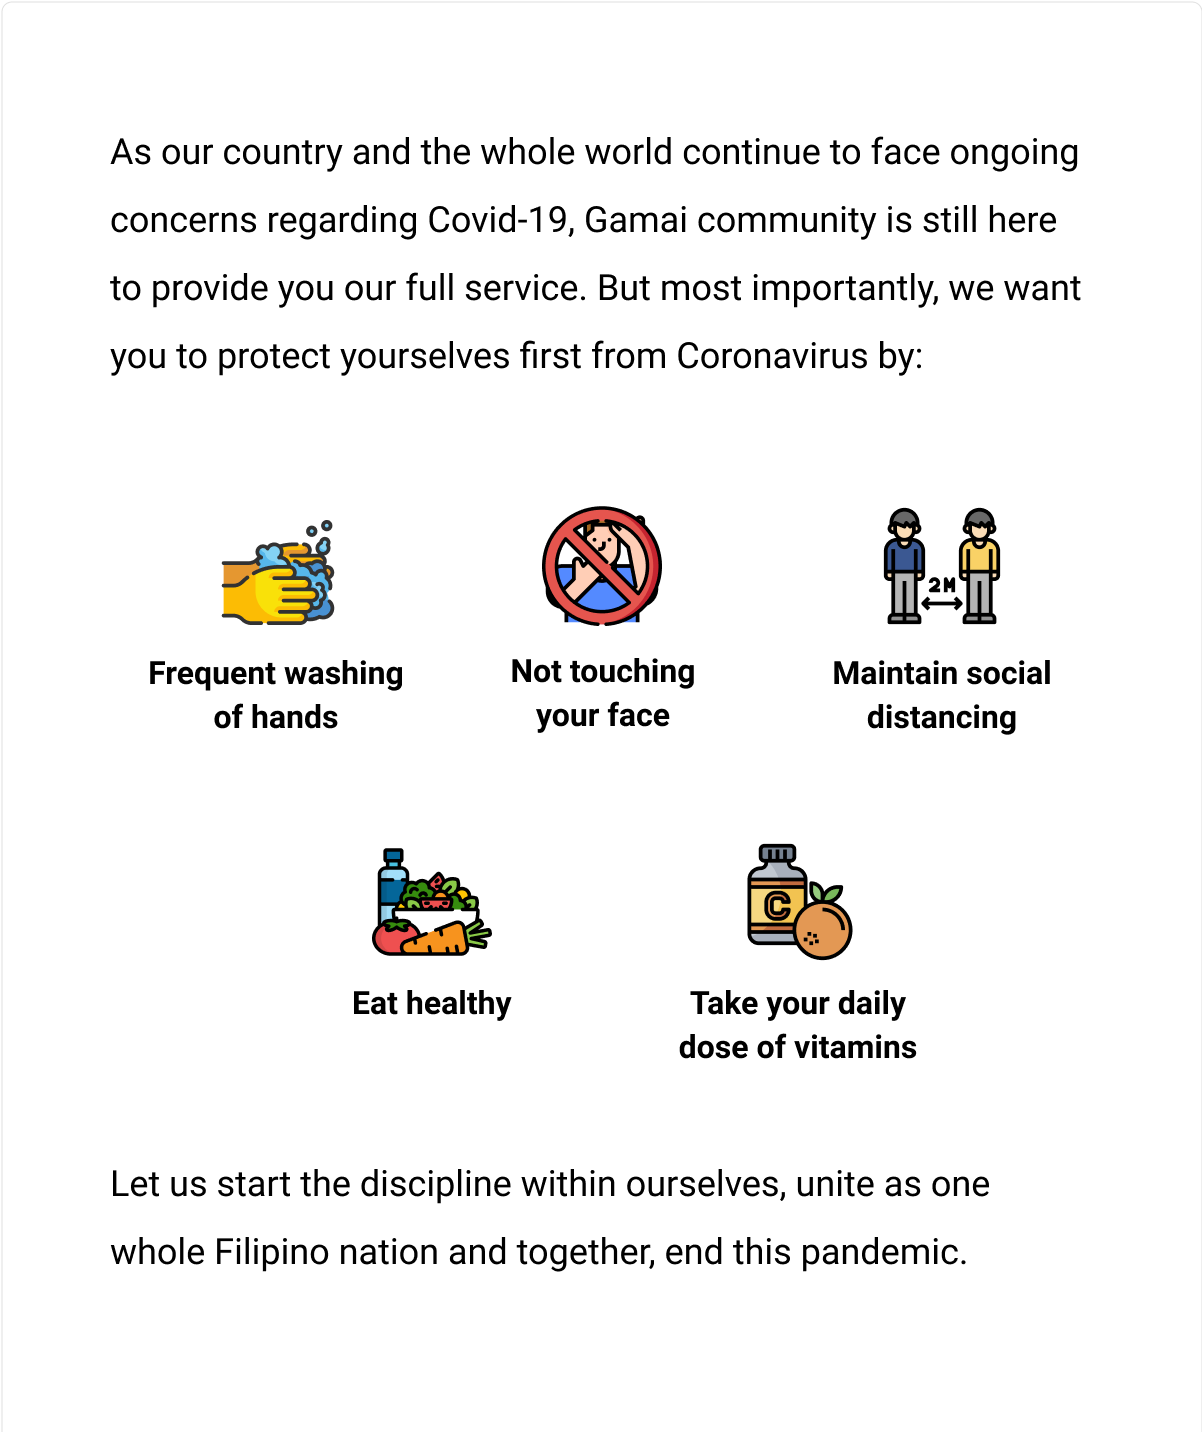 As our country and the whole world continue to face ongoing
concerns regarding Covid-19, Gamai community is still here
to provide you our full service. But most importantly, we want
you to protect yourselves first from Coronavirus by:
2M
Frequent washing
of hands
Not touching
your face
Maintain social
distancing
C
Eat healthy
Take your daily
dose of vitamins
Let us start the discipline within ourselves, unite as one
whole Filipino nation and together, end this pandemic.